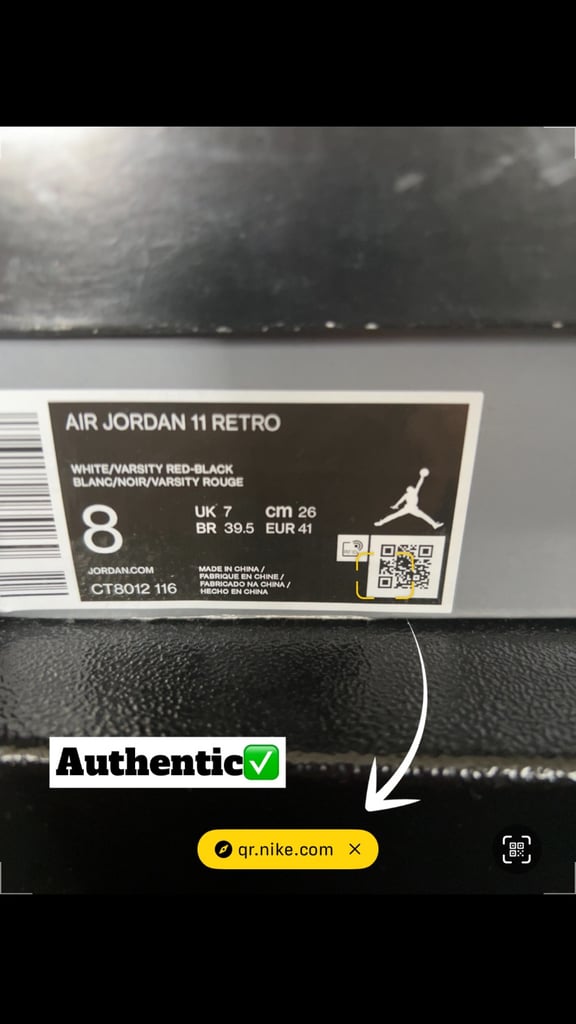 AIR JORDAN 11 RETRO
WHITE/VARSITY RED-BLACK
BLANC/NOIR/VARSITY ROUGE
8
UK 7 cm 26
BR 39.5 EUR 41
JORDAN.COM
CT8012 116
MADE IN CHINA /
FABRIQUE EN CHINE /
FABRICADO NA CHINA /
HECHO EN CHINA
Authentic✅
qr.nike.com